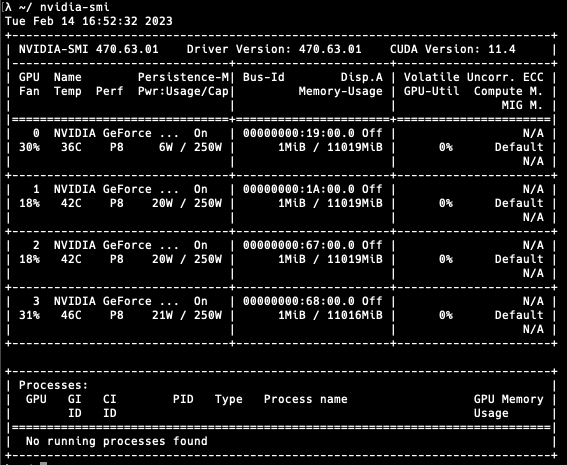 λ ~/ nvidia-smi
Tue Feb 14 16:52:32 2023
+-----------------------------------------------------------------------------+
| NVIDIA-SMI 470.63.01    Driver Version: 470.63.01    CUDA Version: 11.4     |
|-------------------------------+----------------------+----------------------+
| GPU  Name        Persistence-M| Bus-Id        Disp.A | Volatile Uncorr. ECC |
| Fan  Temp  Perf  Pwr:Usage/Cap|         Memory-Usage | GPU-Util  Compute M. |
|                               |                      |               MIG M. |
|===============================+======================+======================|
|   0  NVIDIA GeForce ...  On   | 00000000:19:00.0 Off |                  N/A |
| 30%   36C    P8     6W / 250W |      1MiB / 11019MiB |      0%      Default |
|                               |                      |                  N/A |
+-------------------------------+----------------------+----------------------+
|   1  NVIDIA GeForce ...  On   | 00000000:1A:00.0 Off |                  N/A |
| 18%   42C    P8    20W / 250W |      1MiB / 11019MiB |      0%      Default |
|                               |                      |                  N/A |
+-------------------------------+----------------------+----------------------+
|   2  NVIDIA GeForce ...  On   | 00000000:67:00.0 Off |                  N/A |
| 18%   42C    P8    20W / 250W |      1MiB / 11019MiB |      0%      Default |
|                               |                      |                  N/A |
+-------------------------------+----------------------+----------------------+
|   3  NVIDIA GeForce ...  On   | 00000000:68:00.0 Off |                  N/A |
| 31%   46C    P8    21W / 250W |      1MiB / 11016MiB |      0%      Default |
|                               |                      |                  N/A |
+-------------------------------+----------------------+----------------------+
+-----------------------------------------------------------------------------+
| Processes:                                                                  |
|  GPU   GI   CI        PID   Type   Process name                  GPU Memory |
|        ID   ID                                                   Usage      |
|=============================================================================|
|  No running processes found                                                 |
+-----------------------------------------------------------------------------+